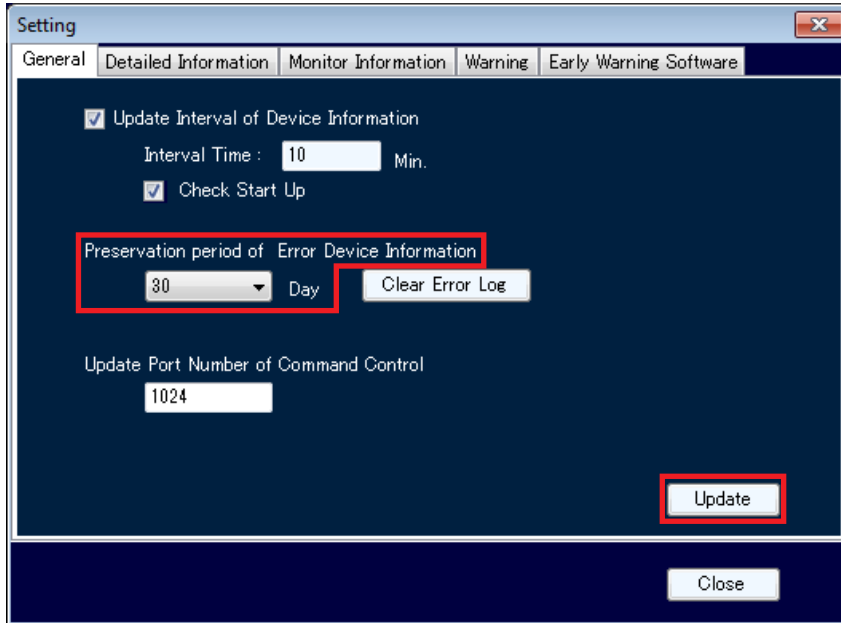 Setting
General Detailed Information Monitor Information Warning Early Warning Software
Update Interval of Device Information
Interval Time : 10 Min.
Check Start Up
Preservation period of Error Device Information
30 Day Clear Error Log
Update Port Number of Command Control
1024
Update
Close